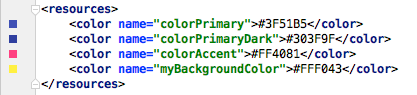 <resources>
<color name="colorPrimary">#3F51B5</color>
<color name="colorPrimaryDark">#303F9F</color>
<color name="colorAccent">#FF4081</color>
<color name="myBackgroundColor">#FFF043</color>
</resources>